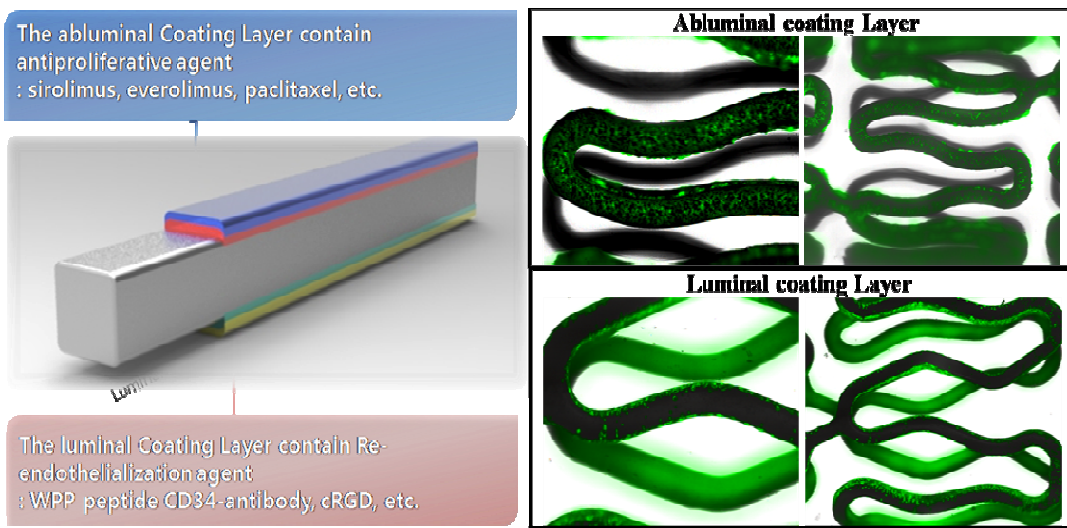 The abluminal Coating Layer contain
antiproliferative agent
: sirolimus, everolimus, paclitaxel, etc.
The luminal Coating Layer contain Re-
endothelialization agent
: WPP peptide CD34-antibody, cRGD, etc.
Abluminal coating Layer
Luminal coating Layer